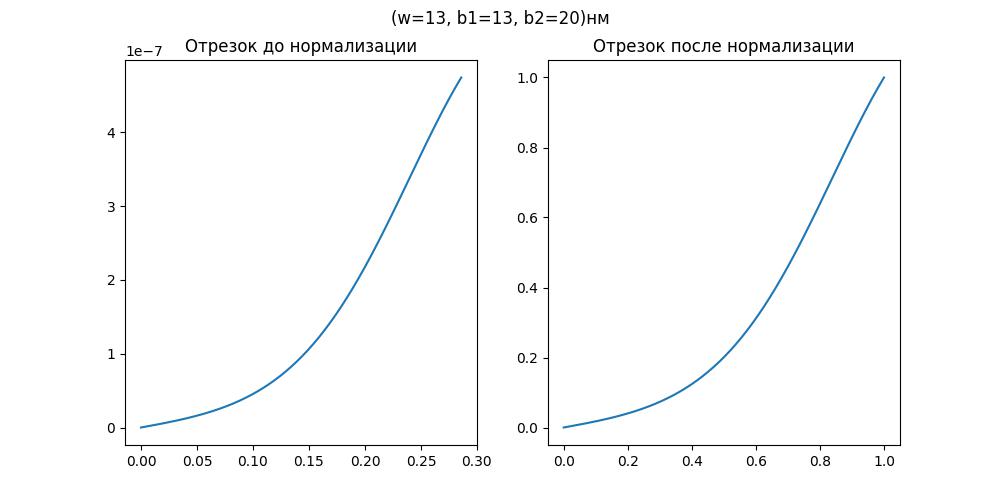 (w=13, b1=13, b2=20)нм
Отрезок до нормализации
1e−7
4
3
2
1
0
0.00 0.05 0.10 0.15 0.20 0.25 0.30
Отрезок после нормализации
1.0
0.8
0.6
0.4
0.2
0.0
0.0 0.2 0.4 0.6 0.8 1.0